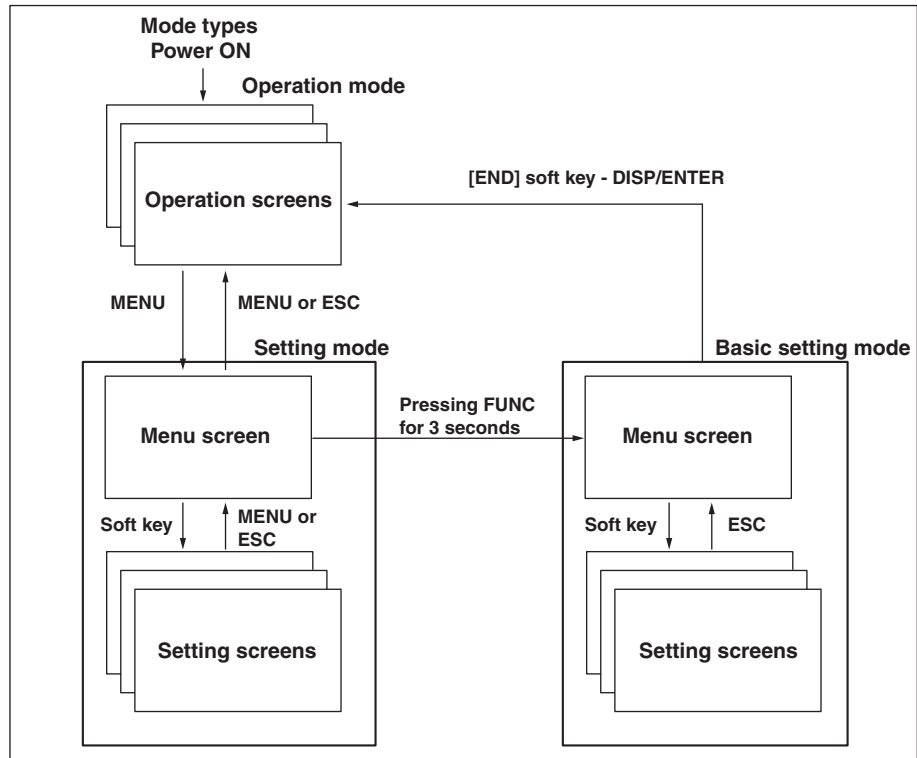 Mode types
Power ON
Operation mode
Operation screens
[END] soft key - DISP/ENTER
MENU
MENU or ESC
Setting mode
Basic setting mode
Menu screen
Pressing FUNC
for 3 seconds
Menu screen
Soft key
MENU or
ESC
Soft key
ESC
Setting screens
Setting screens